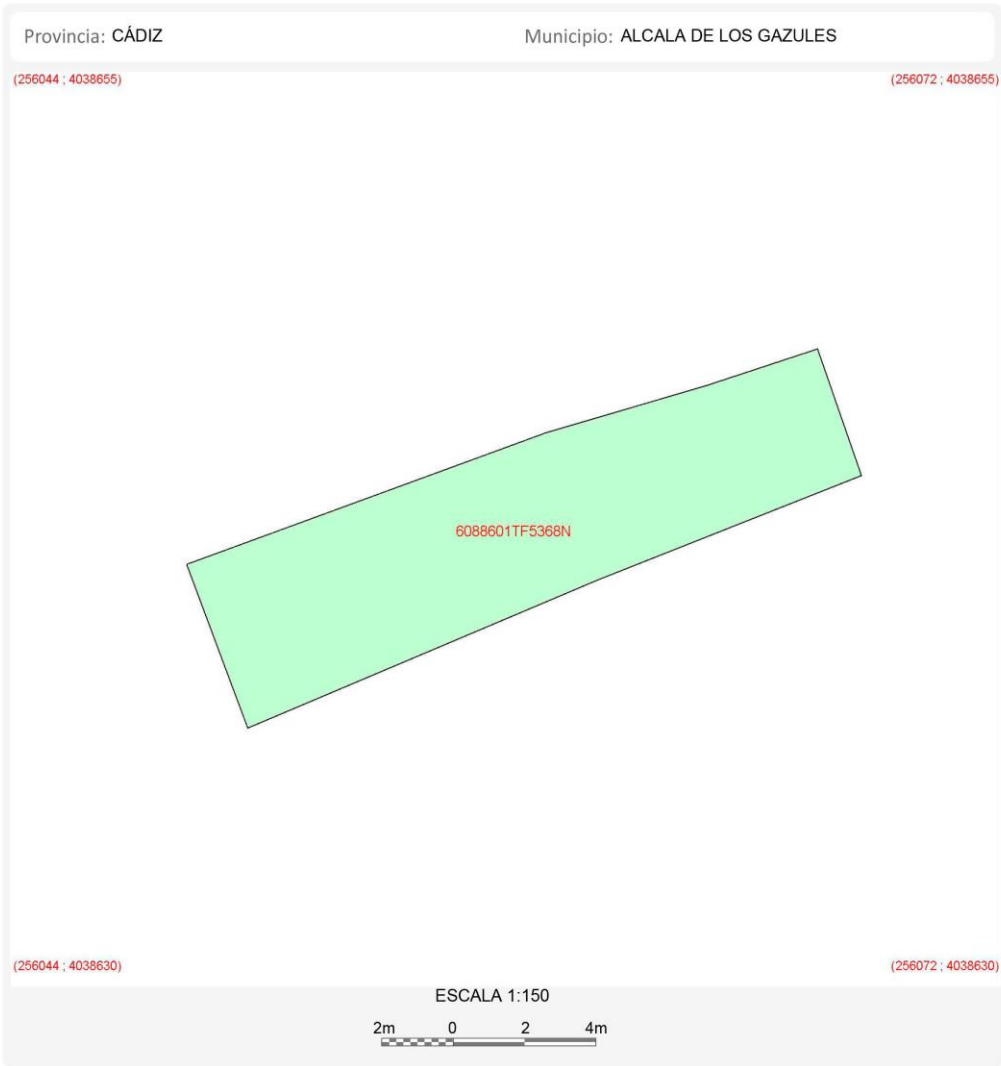 Provincia: CÁDIZ Municipio: ALCALA DE LOS GAZULES
(256044 ; 4038655) (256072 ; 4038655)
6088601TF5368N
(256044 ; 4038630) (256072 ; 4038630)
ESCALA 1:150
2m 0 2 4m